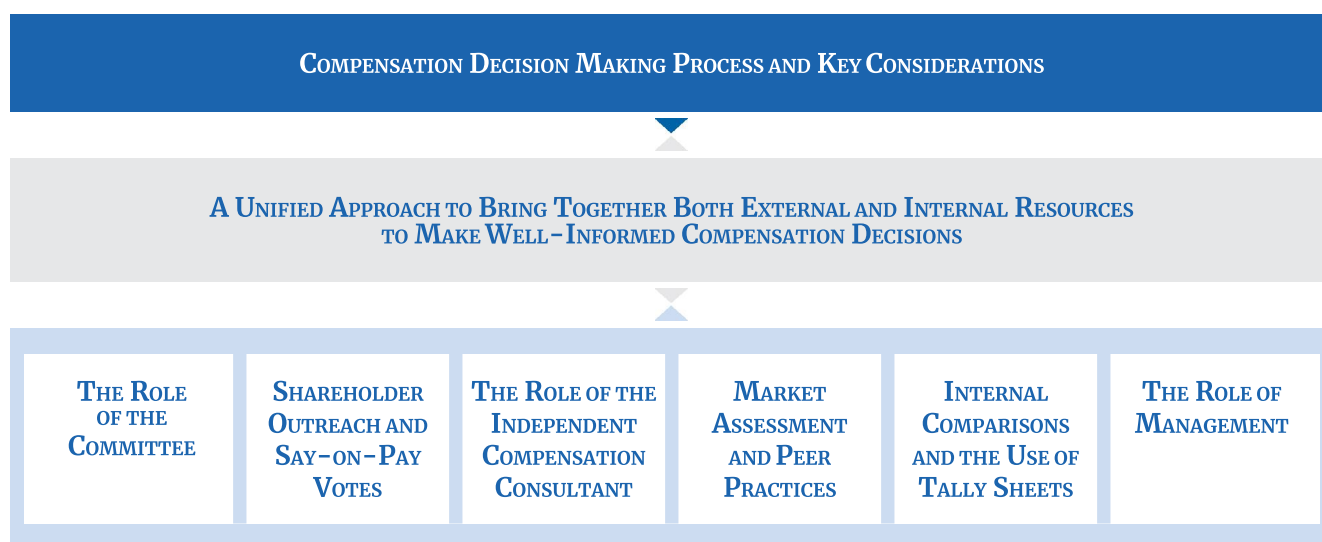 Compensation Decision Making Process and Key Considerations
A Unified Approach to Bring Together Both External and Internal Resources
to Make Well-Informed Compensation Decisions
The Role
of the
Committee
Shareholder
Outreach and
Say-on-Pay
Votes
The Role of the
Independent
Compensation
Consultant
Market
Assessment
and Peer
Practices
Internal
Comparisons
and the Use of
Tally Sheets
The Role of
Management